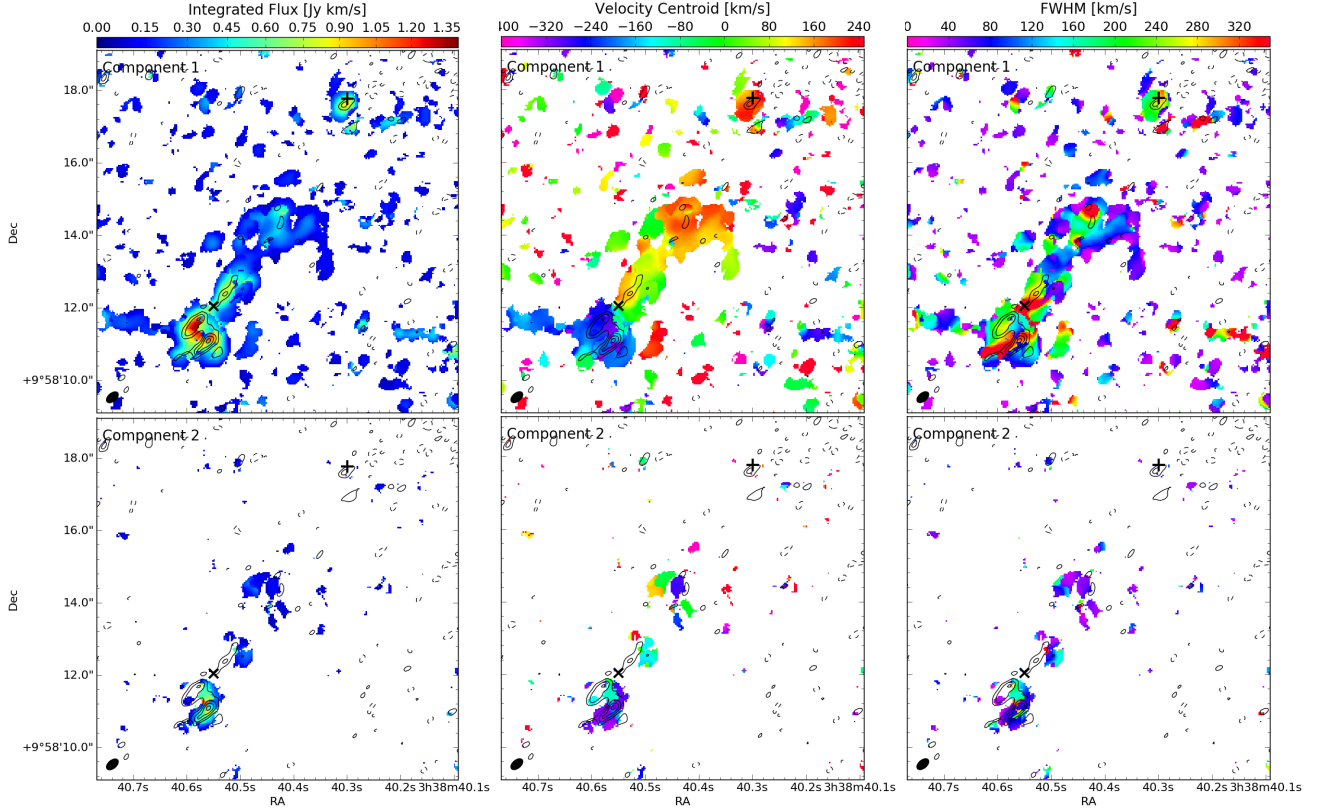 Integrated Flux [Jy km/s]
Velocity Centroid [km/s]
FWHM [km/s]
0.00 0.15 0.30 0.45 0.60 0.75 0.90 1.05 1.20 1.35
400 −320 −240 −160 −80 0 80 160 240
0 40 80 120 160 200 240 280 320
Component 1
Component 1
Component 1
18.0"
16.0"
14.0"
12.0"
+9°58'10.0"
Dec
Component 2
Component 2
Component 2
18.0"
16.0"
14.0"
12.0"
+9°58'10.0"
Dec
40.7s 40.6s 40.5s 40.4s 40.3s 40.2s 3h38m40.1s
40.7s 40.6s 40.5s 40.4s 40.3s 40.2s 3h38m40.1s
40.7s 40.6s 40.5s 40.4s 40.3s 40.2s 3h38m40.1s
RA
RA
RA